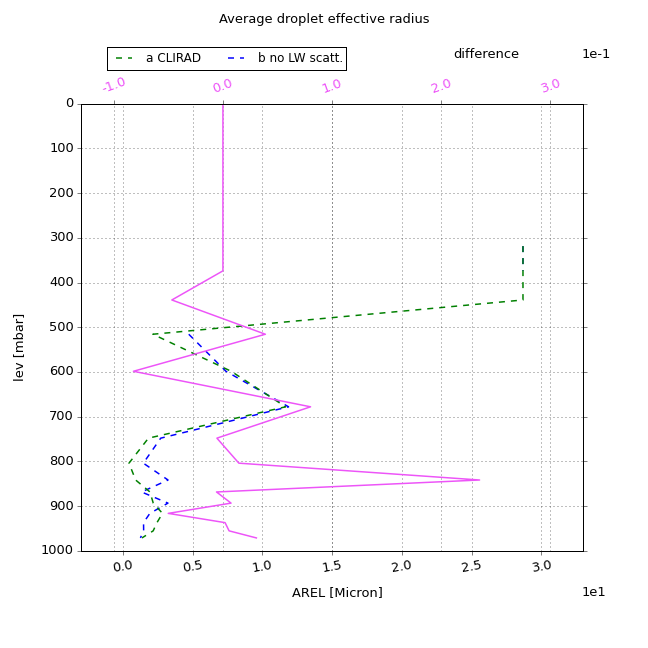 Average droplet effective radius
a CLIRAD b no LW scatt. difference 1e-1
-1.0 0.0 1.0 2.0 3.0
0
100
200
300
400
500
600
700
800
900
1000
lev [mbar]
0.0 0.5 1.0 1.5 2.0 2.5 3.0
AREL [Micron] 1e1